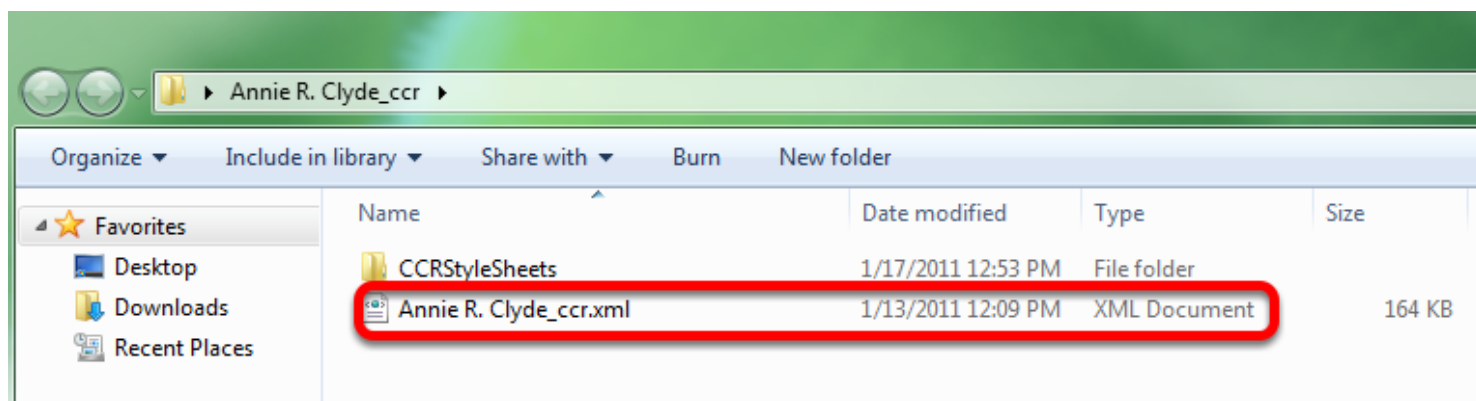 Annie R. Clyde_ccr
Organize Include in library Share with Burn New folder
Name Date modified Type Size
Favorites
Desktop CCRStyleSheets 1/17/2011 12:53 PM File folder
Downloads Annie R. Clyde_ccr.xml 1/13/2011 12:09 PM XML Document 164 KB
Recent Places